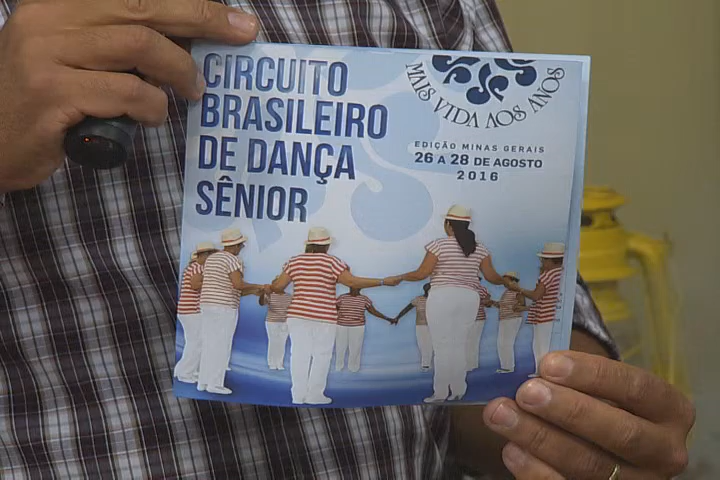 CIRCUITO
BRASILEIRO
DE DANÇA
SÊNIOR
MAIS VIDA AOS ANOS
EDIÇÃO MINAS GERAIS
26 A 28 DE AGOSTO
2016